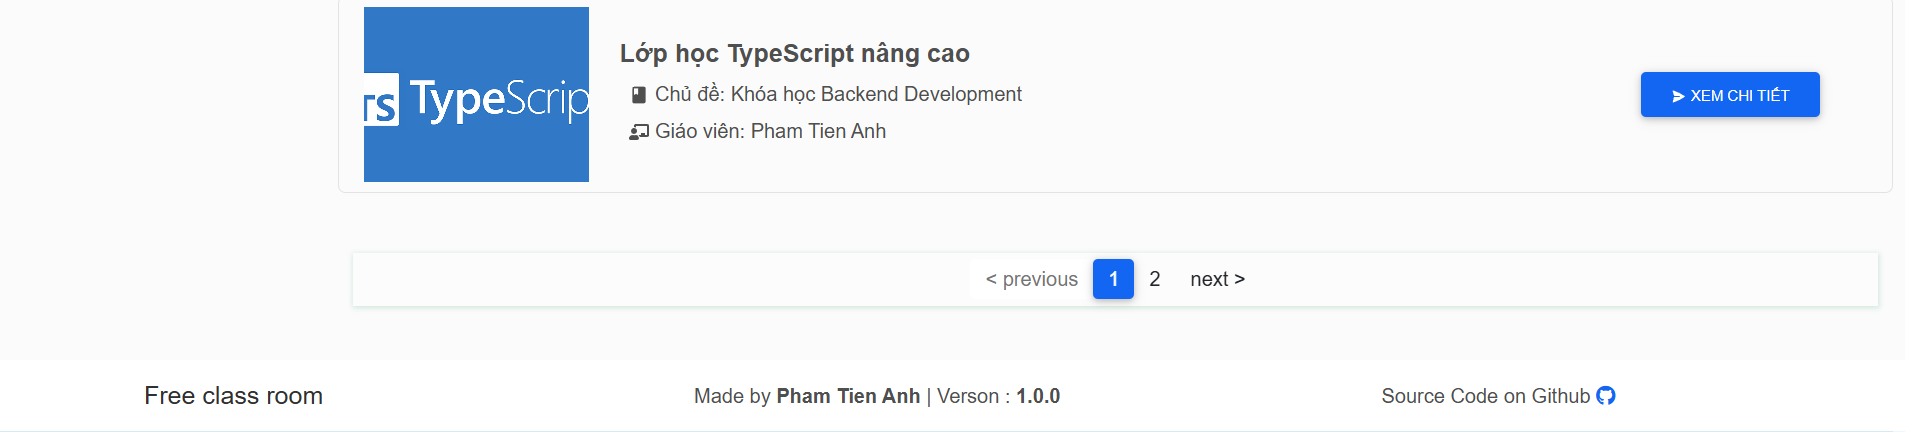 TS TypeScrip
Lớp học TypeScript nâng cao
Chủ đề: Khóa học Backend Development
Giáo viên: Pham Tien Anh
XEM CHI TIẾT
< previous 1 2 next >
Free class room
Made by Pham Tien Anh | Verson : 1.0.0
Source Code on Github